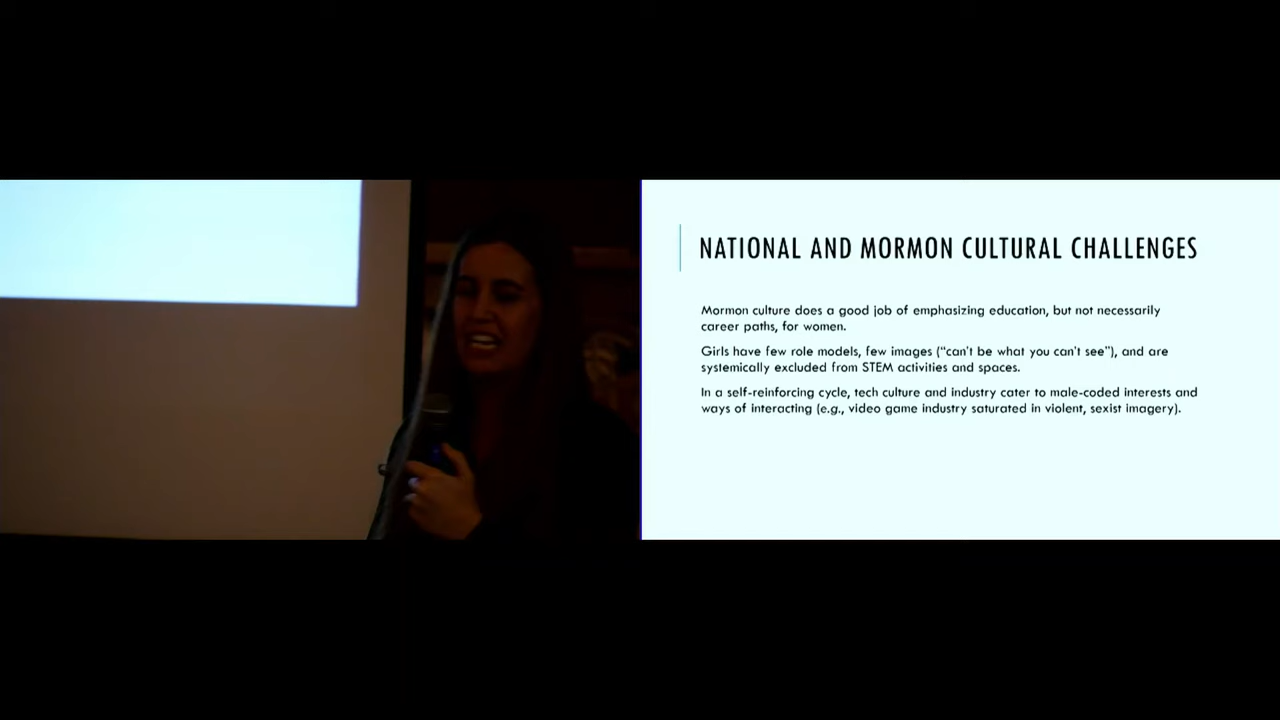 NATIONAL AND MORMON CULTURAL CHALLENGES
Mormon culture does a good job of emphasizing education, but not necessarily
career paths, for women.
Girls have few role models, few images (“can't be what you can't see”), and are
systemically excluded from STEM activities and spaces.
In a self-reinforcing cycle, tech culture and industry cater to male-coded interests and
ways of interacting (e.g., video game industry saturated in violent, sexist imagery).